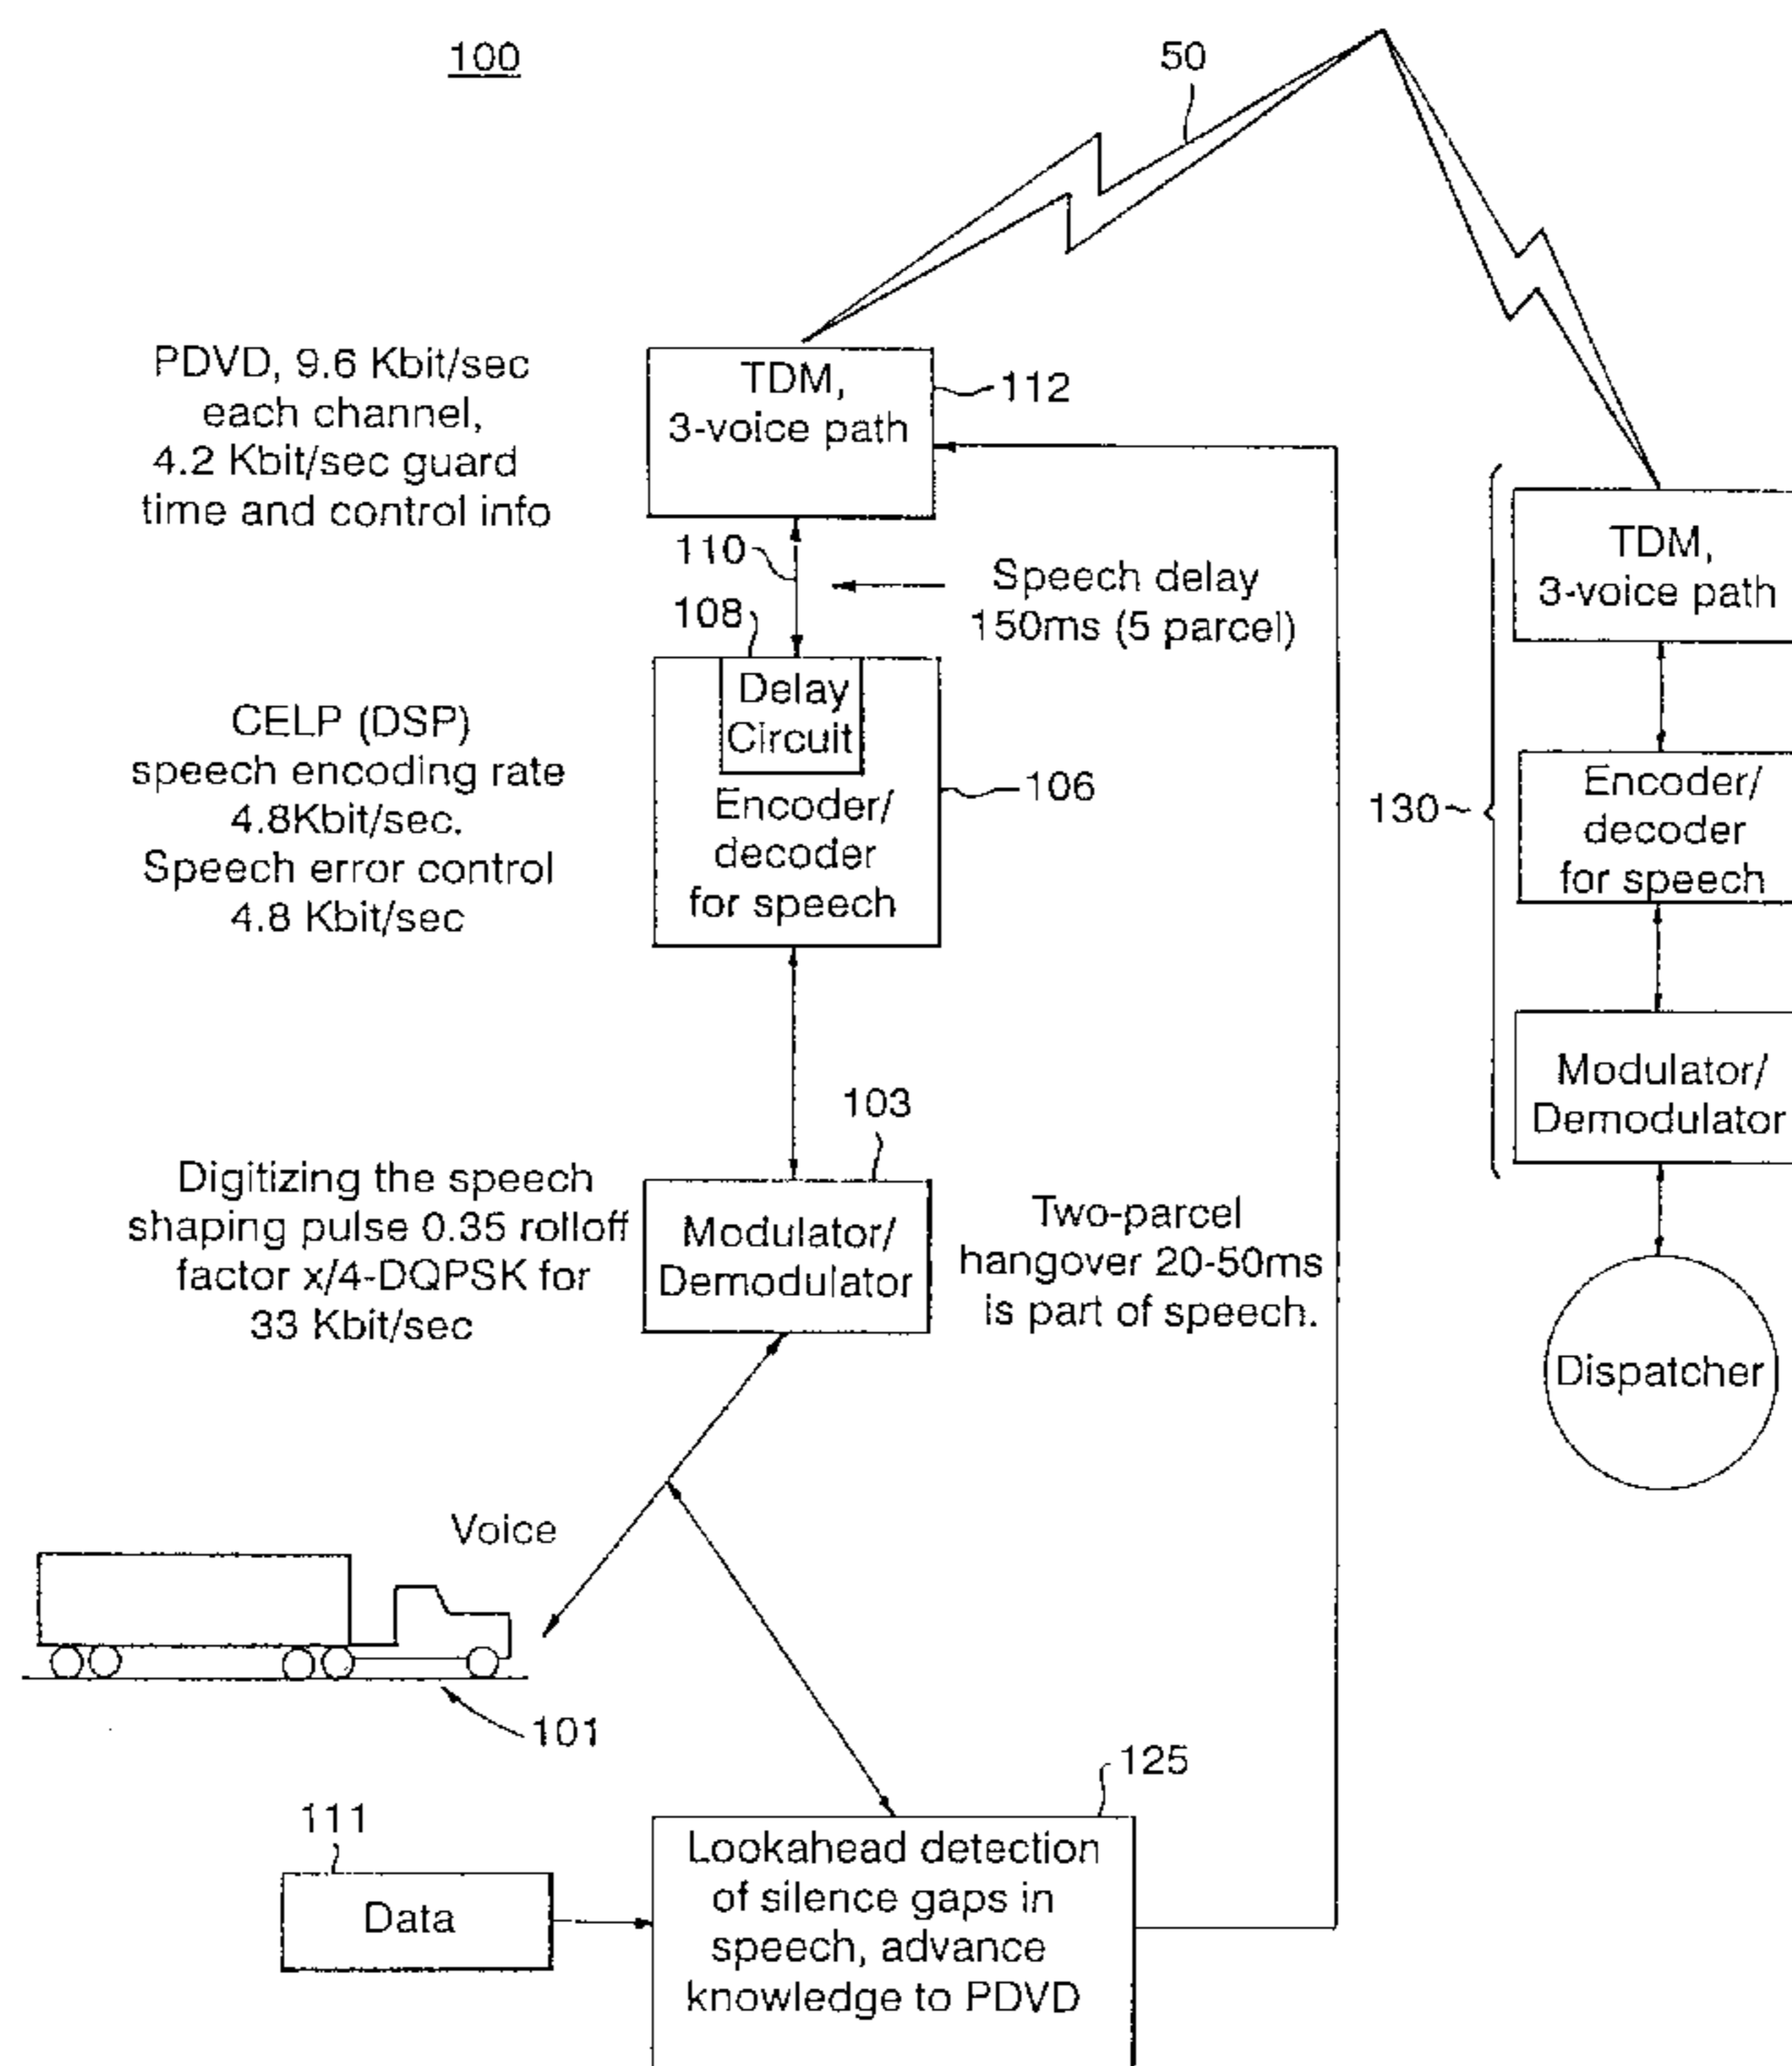 100
50
PDVD, 9.6 Kbit/sec
each channel,
4.2 Kbit/sec guard
time and control info
TDM,
3-voice path
112
110
Speech delay
150ms (5 parcel)
108
Delay
Circuit
Encoder/
decoder
for speech
106
CELP (DSP)
speech encoding rate
4.8Kbit/sec.
Speech error control
4.8 Kbit/sec
130
TDM,
3-voice path
Encoder/
decoder
for speech
Modulator/
Demodulator
Dispatcher
103
Digitizing the speech
shaping pulse 0.35 rolloff
factor x/4-DQPSK for
33 Kbit/sec
Modulator/
Demodulator
Two-parcel
hangover 20-50ms
is part of speech.
Voice
101
125
111
Data
Lookahead detection
of silence gaps in
speech, advance
knowledge to PDVD